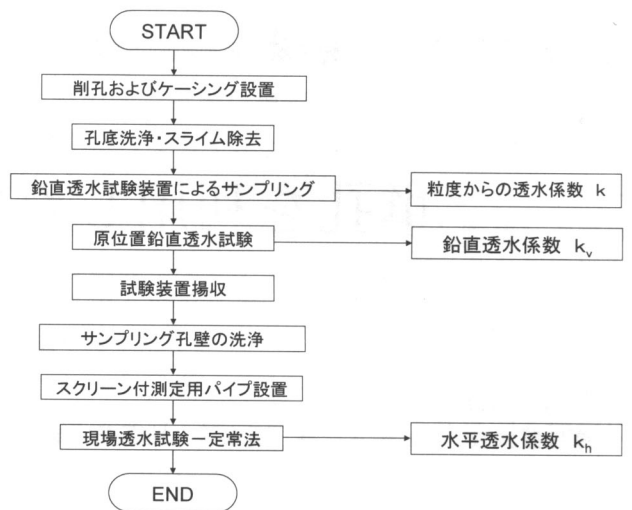 START
削孔およびケーシング設置
孔底洗浄・スライム除去
鉛直透水試験装置によるサンプリング
粒度からの透水係数 k
原位置鉛直透水試験
鉛直透水係数 kv
試験装置揚収
サンプリング孔壁の洗浄
スクリーン付測定用パイプ設置
現場透水試験－定常法
水平透水係数 kh
END